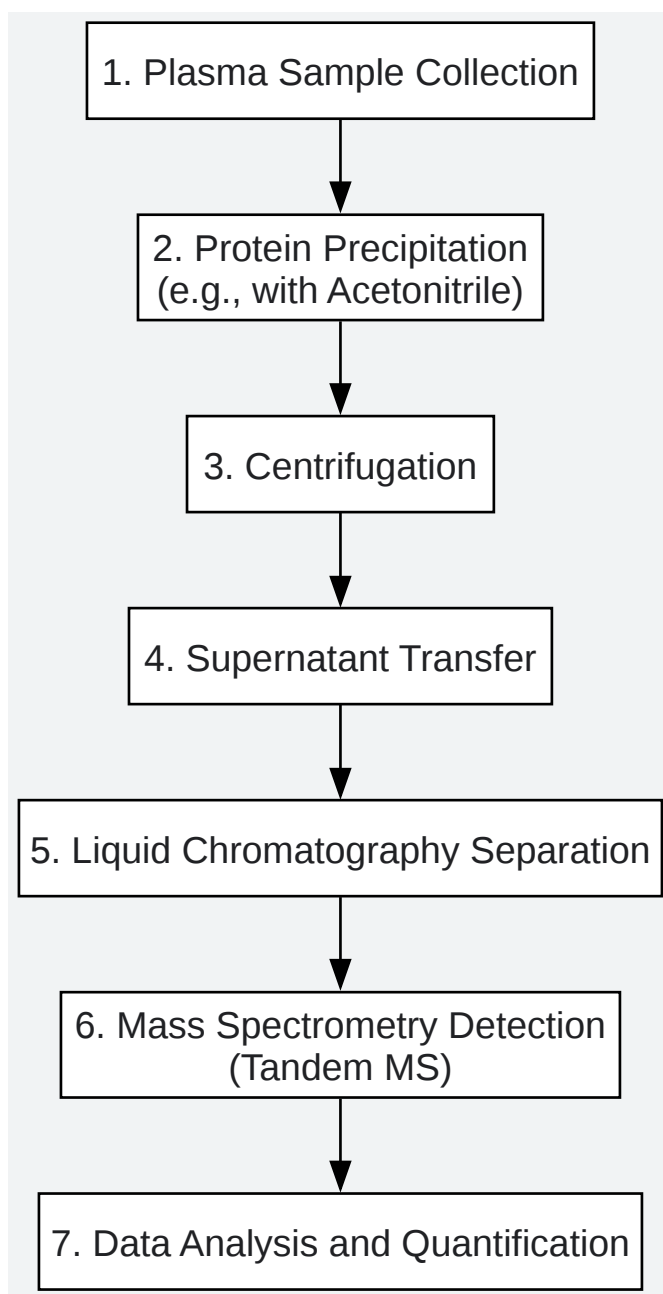 1. Plasma Sample Collection
2. Protein Precipitation
(e.g., with Acetonitrile)
3. Centrifugation
4. Supernatant Transfer
5. Liquid Chromatography Separation
6. Mass Spectrometry Detection
(Tandem MS)
7. Data Analysis and Quantification